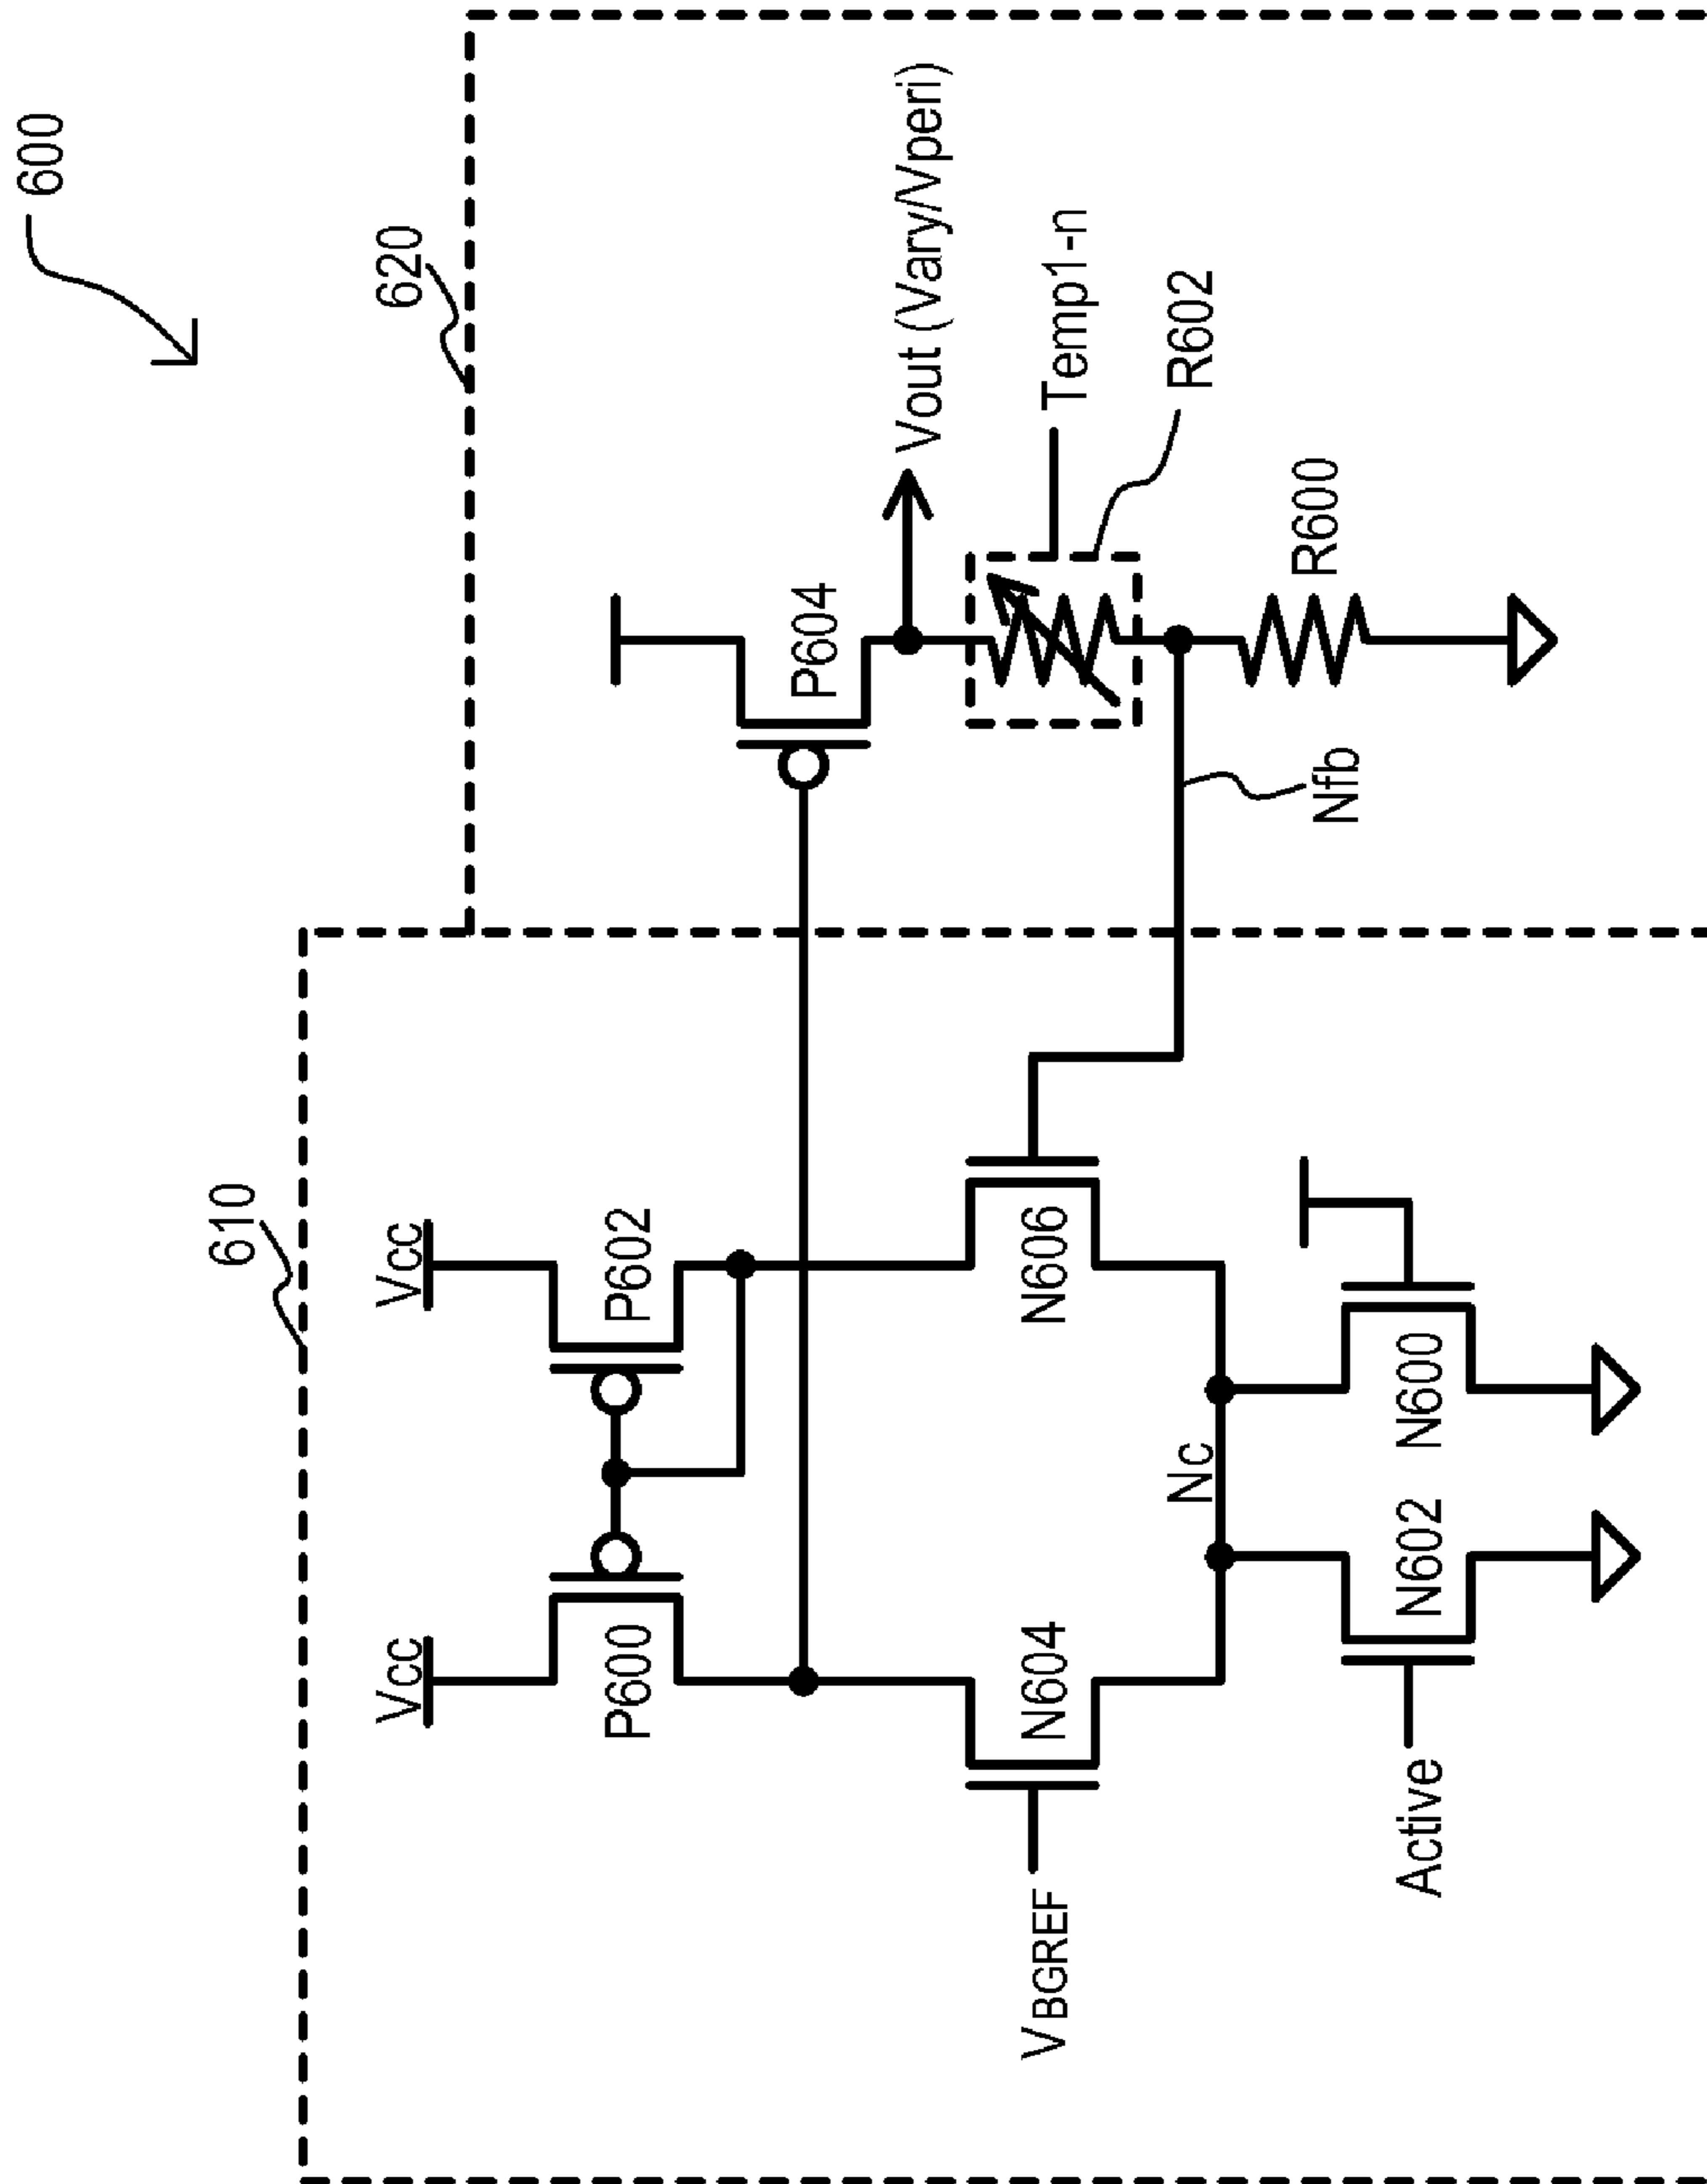 600
610
620
Vcc
Vcc
P600
P602
P604
Vout (Vary/Vperi)
Temp1-n
R602
VBGREF
N604
N606
Nc
Nfb
R600
Active
N602
N600